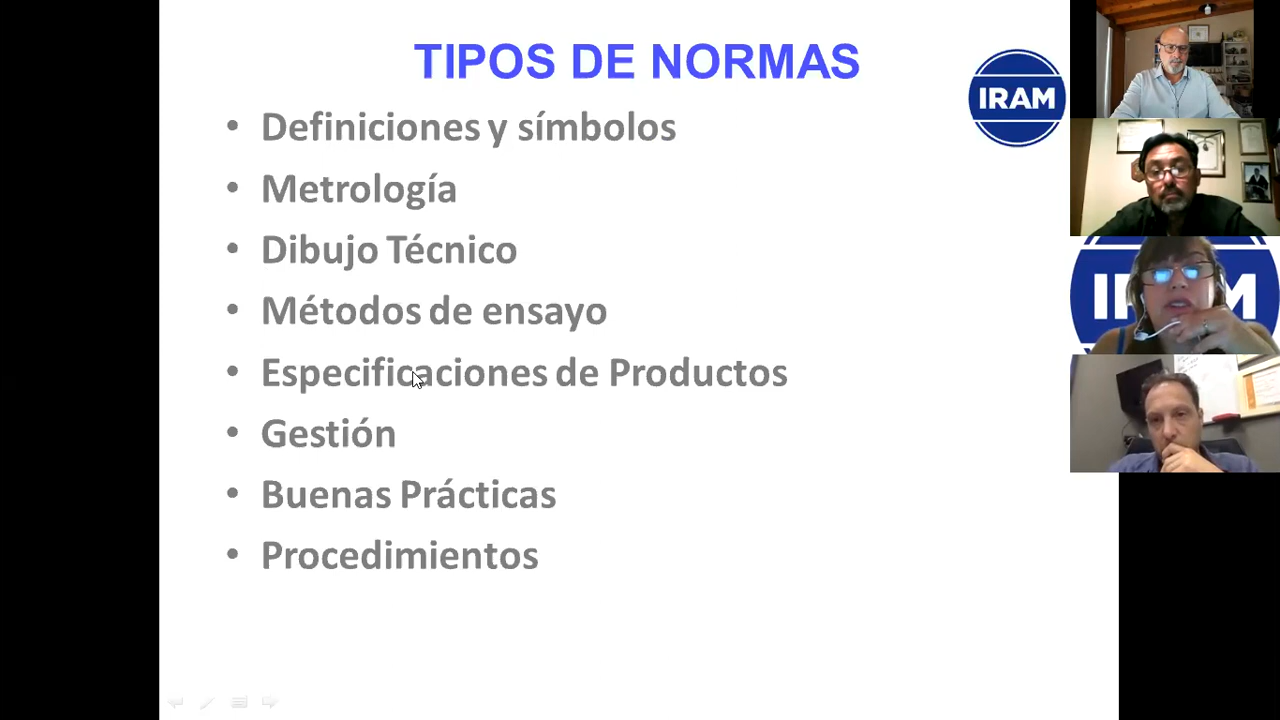 TIPOS DE NORMAS
IRAM
• Definiciones y símbolos
• Metrología
• Dibujo Técnico
• Métodos de ensayo
• Especificaciones de Productos
• Gestión
• Buenas Prácticas
• Procedimientos